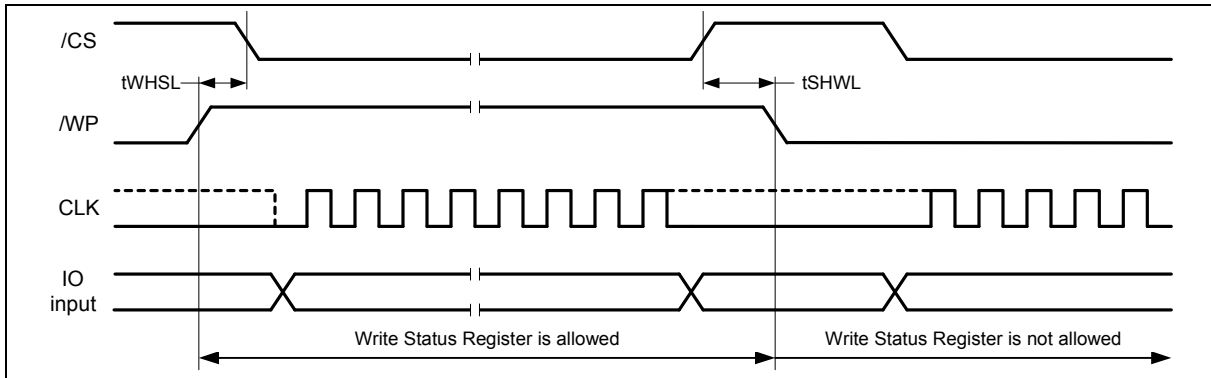 /CS
tWHSL
tSHWL
/WP
CLK
IO
input
Write Status Register is allowed
Write Status Register is not allowed